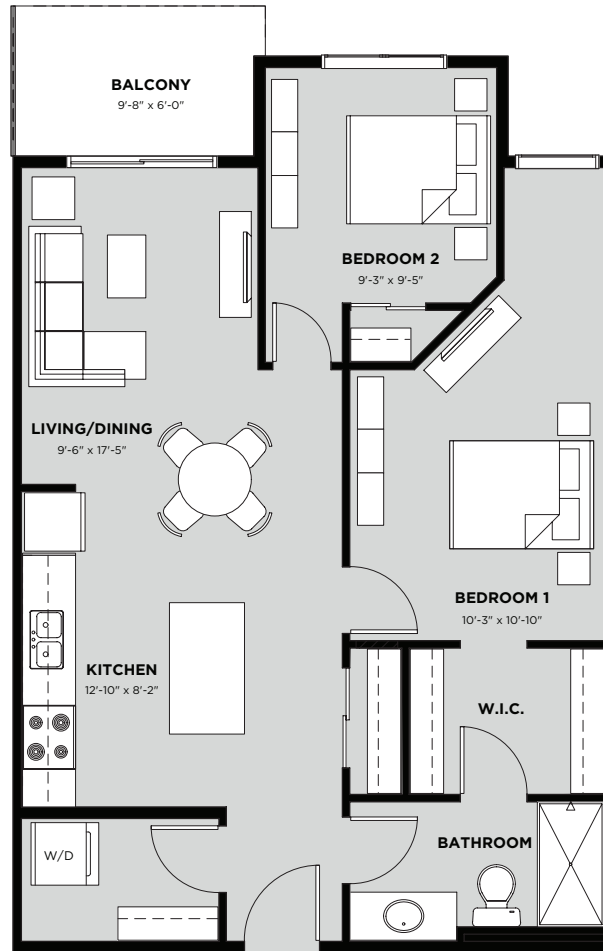 BALCONY
9'-8" x 6'-0"
BEDROOM 2
9'-3" x 9'-5"
LIVING/DINING
9'-6" x 17'-5"
BEDROOM 1
10'-3" x 10'-10"
KITCHEN
12'-10" x 8'-2"
W.I.C.
BATHROOM
W/D